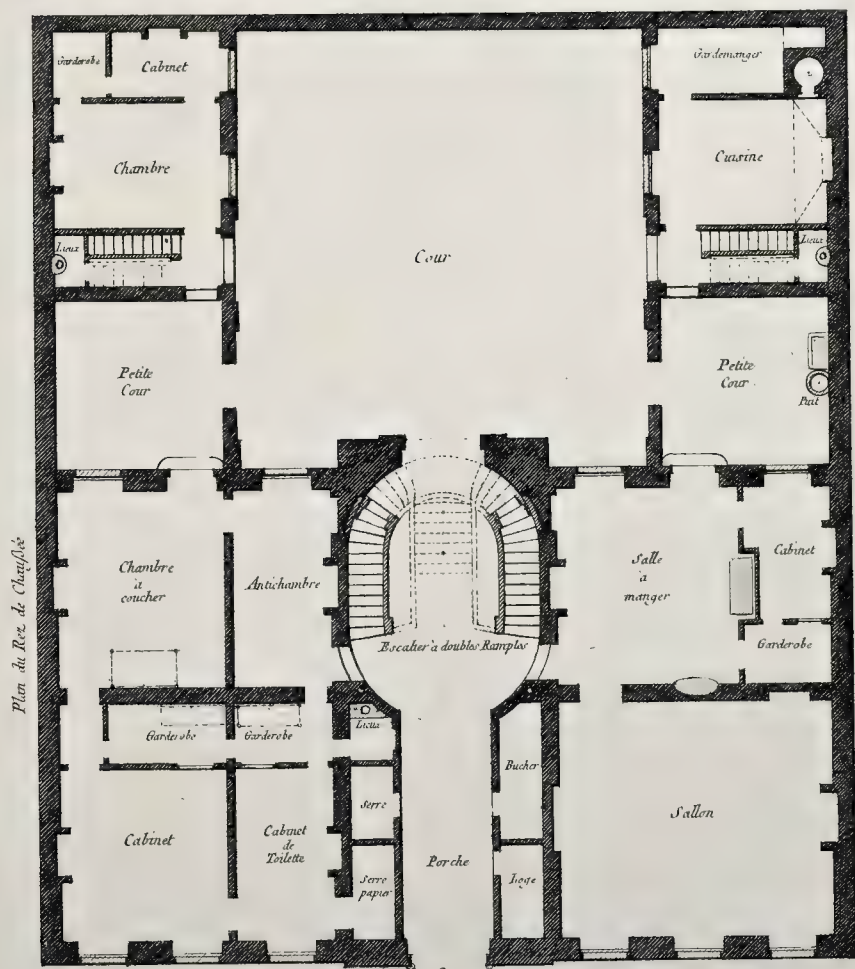 Garderobe
Cabinet
Gardemanger
Chambre
Cour
Cuisine
Lieux
Lieux
Petite
Cour
Petite
Cour
Puit
Plan du Rez de Chaußée
Chambre
à
coucher
Antichambre
Salle
à
manger
Cabinet
Escalier à doubles Rampes
Garderobe
Garderobe
Garderobe
Lieux
Bucher
Serre
Sallon
Cabinet
Cabinet
de
Toilette
Porche
Serre
papier
Loge